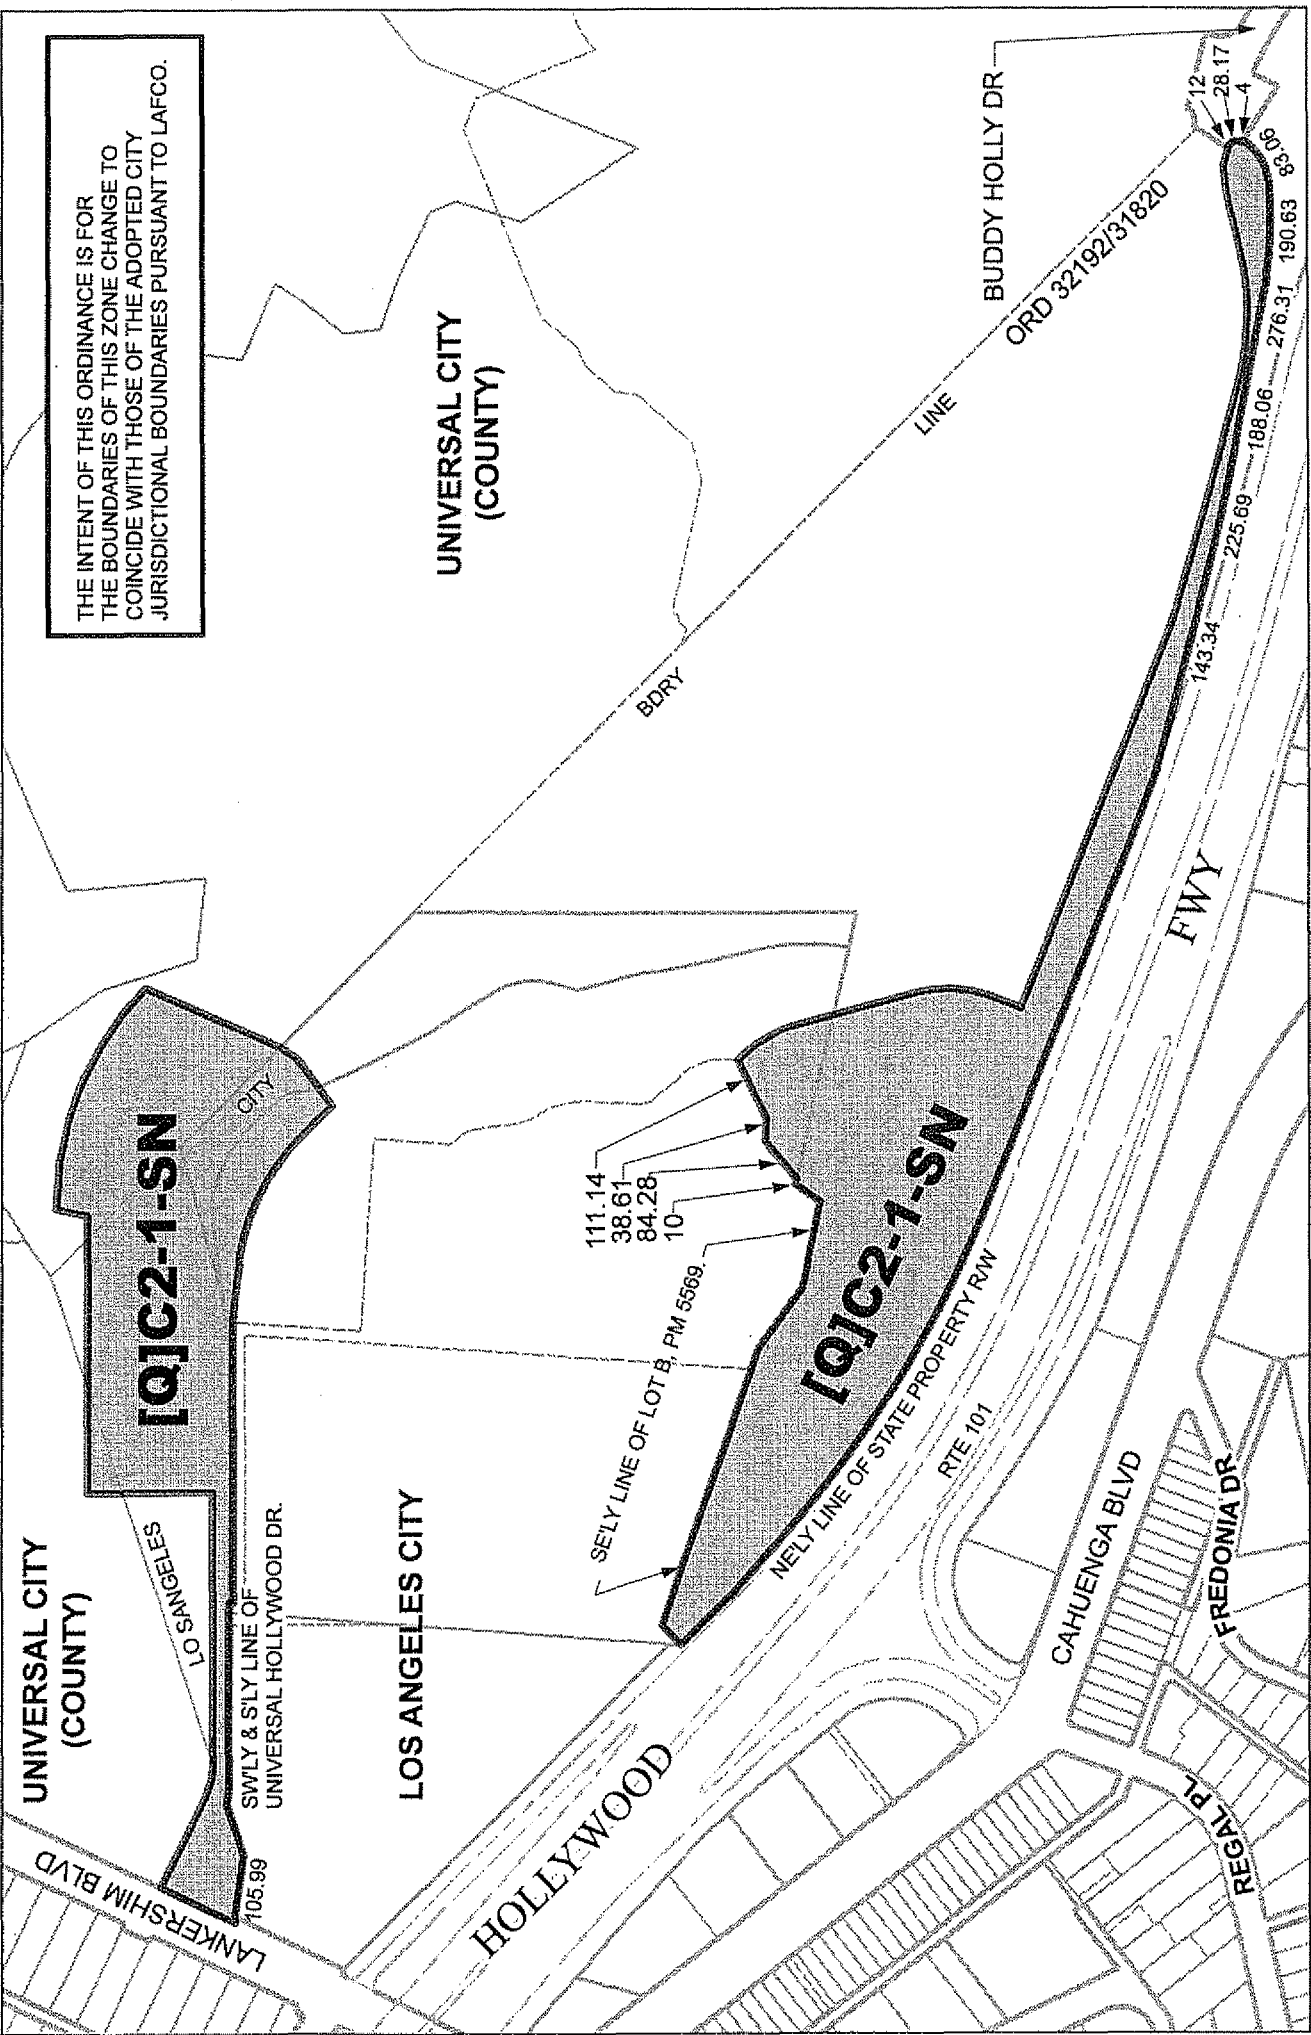 THE INTENT OF THIS ORDINANCE IS FOR
THE BOUNDARIES OF THIS ZONE CHANGE TO
COINCIDE WITH THOSE OF THE ADOPTED CITY
JURISDICTIONAL BOUNDARIES PURSUANT TO LAFCO.
UNIVERSAL CITY
(COUNTY)
LANKERSHIM BLVD
LO SANGELES
[Q]C2-1-SN
CITY
105.99
SWLY & S'LY LINE OF
UNIVERSAL HOLLYWOOD DR.
UNIVERSAL CITY
(COUNTY)
LOS ANGELES CITY
BDRY
LINE
ORD 32192/31820
BUDDY HOLLY DR
12
28.17
4
83.06
190.63
276.31
188.06
225.69
143.34
111.14
38.61
84.28
10
SE'LY LINE OF LOT B, PM 5569.
[Q]C2-1-SN
NE'LY LINE OF STATE PROPERTY R/W
RTE 101
HOLLYWOOD
FWY
CAHUENGA BLVD
FREDONIA DR
REGAL PL